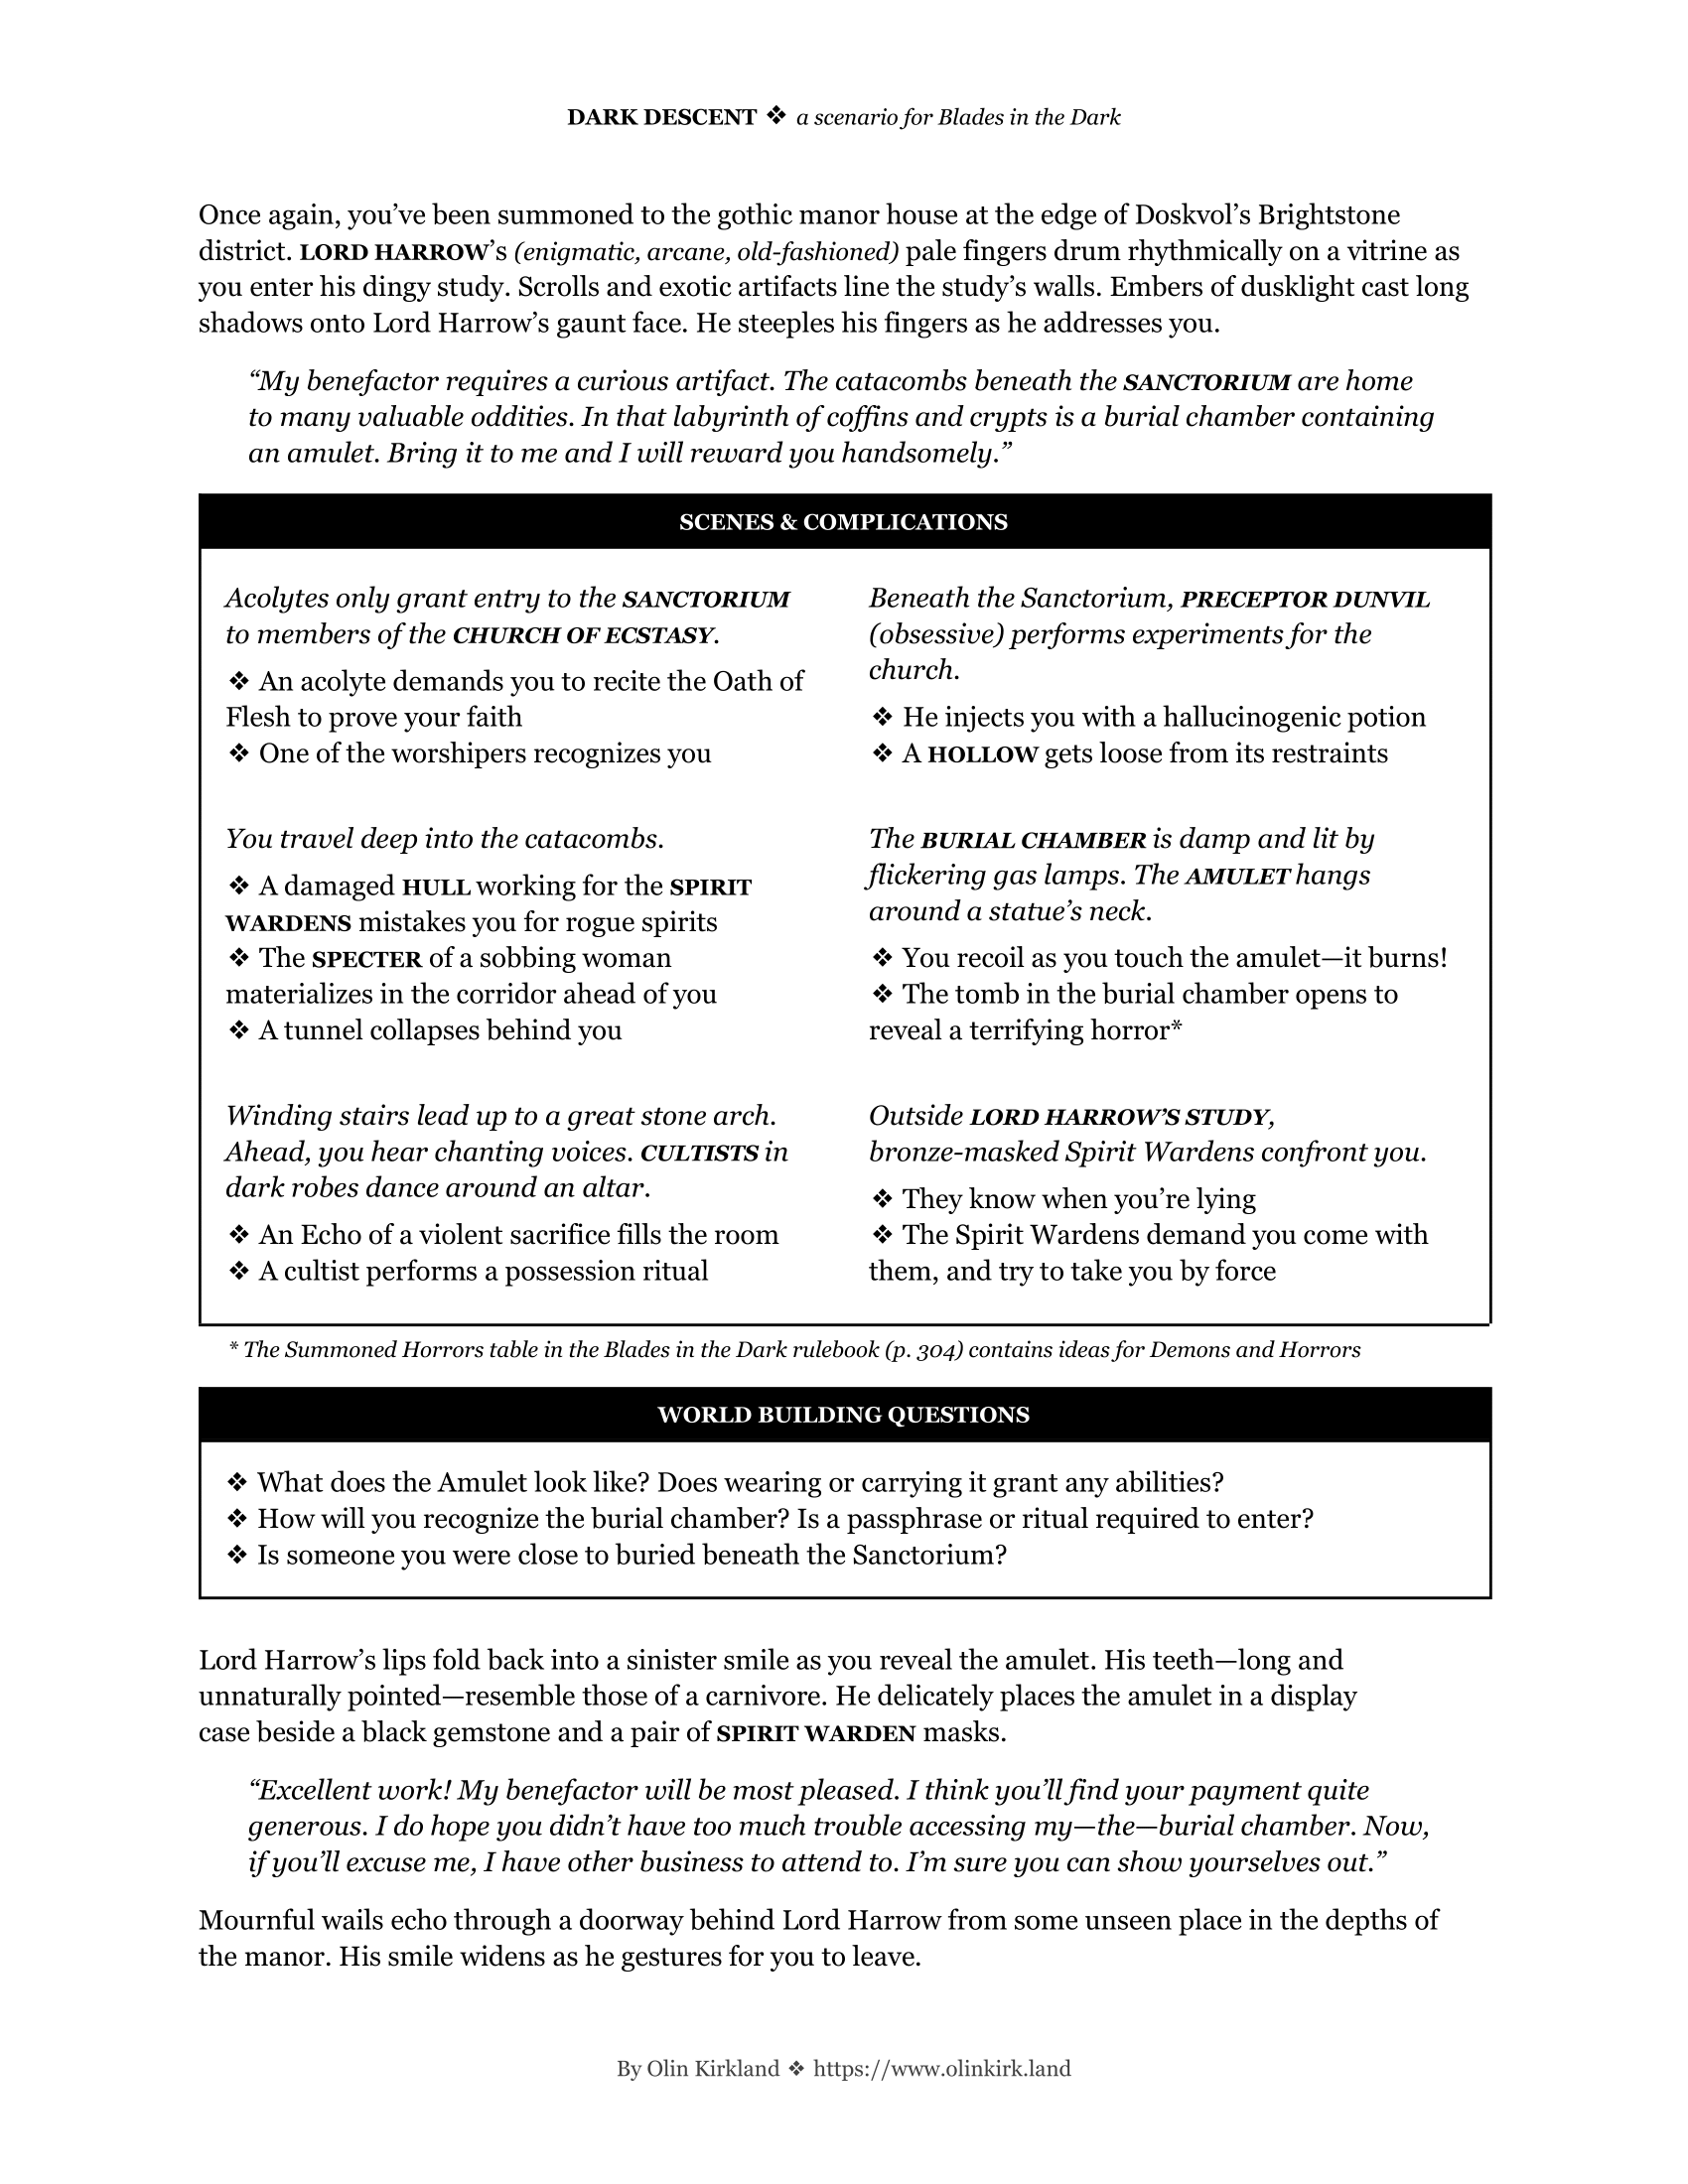 DARK DESCENT ❖ a scenario for Blades in the Dark
Once again, you’ve been summoned to the gothic manor house at the edge of Doskvol’s Brightstone
district. LORD HARROW’s (enigmatic, arcane, old-fashioned) pale fingers drum rhythmically on a vitrine as
you enter his dingy study. Scrolls and exotic artifacts line the study’s walls. Embers of dusklight cast long
shadows onto Lord Harrow’s gaunt face. He steeples his fingers as he addresses you.
“My benefactor requires a curious artifact. The catacombs beneath the SANCTORIUM are home
to many valuable oddities. In that labyrinth of coffins and crypts is a burial chamber containing
an amulet. Bring it to me and I will reward you handsomely.”
SCENES & COMPLICATIONS
Acolytes only grant entry to the SANCTORIUM
to members of the CHURCH OF ECSTASY.
❖ An acolyte demands you to recite the Oath of
Flesh to prove your faith
❖ One of the worshipers recognizes you
Beneath the Sanctorium, PRECEPTOR DUNVIL
(obsessive) performs experiments for the
church.
❖ He injects you with a hallucinogenic potion
❖ A HOLLOW gets loose from its restraints
You travel deep into the catacombs.
❖ A damaged HULL working for the SPIRIT
WARDENS mistakes you for rogue spirits
❖ The SPECTER of a sobbing woman
materializes in the corridor ahead of you
❖ A tunnel collapses behind you
The BURIAL CHAMBER is damp and lit by
flickering gas lamps. The AMULET hangs
around a statue’s neck.
❖ You recoil as you touch the amulet—it burns!
❖ The tomb in the burial chamber opens to
reveal a terrifying horror*
Winding stairs lead up to a great stone arch.
Ahead, you hear chanting voices. CULTISTS in
dark robes dance around an altar.
❖ An Echo of a violent sacrifice fills the room
❖ A cultist performs a possession ritual
Outside LORD HARROW’S STUDY,
bronze-masked Spirit Wardens confront you.
❖ They know when you’re lying
❖ The Spirit Wardens demand you come with
them, and try to take you by force
* The Summoned Horrors table in the Blades in the Dark rulebook (p. 304) contains ideas for Demons and Horrors
WORLD BUILDING QUESTIONS
❖ What does the Amulet look like? Does wearing or carrying it grant any abilities?
❖ How will you recognize the burial chamber? Is a passphrase or ritual required to enter?
❖ Is someone you were close to buried beneath the Sanctorium?
Lord Harrow’s lips fold back into a sinister smile as you reveal the amulet. His teeth—long and
unnaturally pointed—resemble those of a carnivore. He delicately places the amulet in a display
case beside a black gemstone and a pair of SPIRIT WARDEN masks.
“Excellent work! My benefactor will be most pleased. I think you’ll find your payment quite
generous. I do hope you didn’t have too much trouble accessing my—the—burial chamber. Now,
if you’ll excuse me, I have other business to attend to. I’m sure you can show yourselves out.”
Mournful wails echo through a doorway behind Lord Harrow from some unseen place in the depths of
the manor. His smile widens as he gestures for you to leave.
By Olin Kirkland ❖ https://www.olinkirk.land